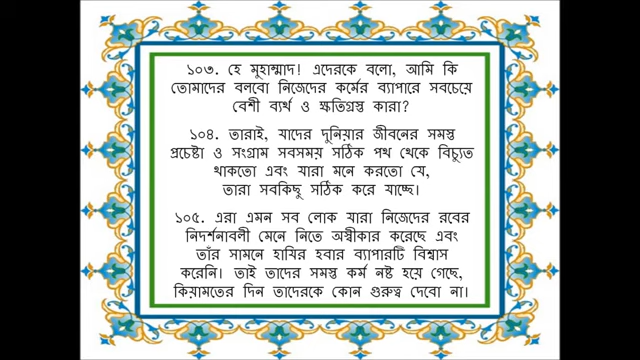 ১০৩. হে মুহাম্মাদ! এদেরকে বলো, আমি কি
তোমাদের বলবো নিজেদের কর্মের ব্যাপারে সবচেয়ে
বেশী ব্যর্থ ও ক্ষতিগ্রস্ত কারা?
১০৪. তারাই, যাদের দুনিয়ার জীবনের সমস্ত
প্রচেষ্টা ও সংগ্রাম সবসময় সঠিক পথ থেকে বিচ্যুত
থাকতো এবং যারা মনে করতো যে,
তারা সবকিছু সঠিক করে যাচ্ছে।
১০৫. এরা এমন সব লোক যারা নিজেদের রবের
নিদর্শনাবলী মেনে নিতে অস্বীকার করেছে এবং
তাঁর সামনে হাযির হবার ব্যাপারটি বিশ্বাস
করেনি। তাই তাদের সমস্ত কর্ম নষ্ট হয়ে গেছে,
কিয়ামতের দিন তাদেরকে কোন গুরুত্ব দেবো না।